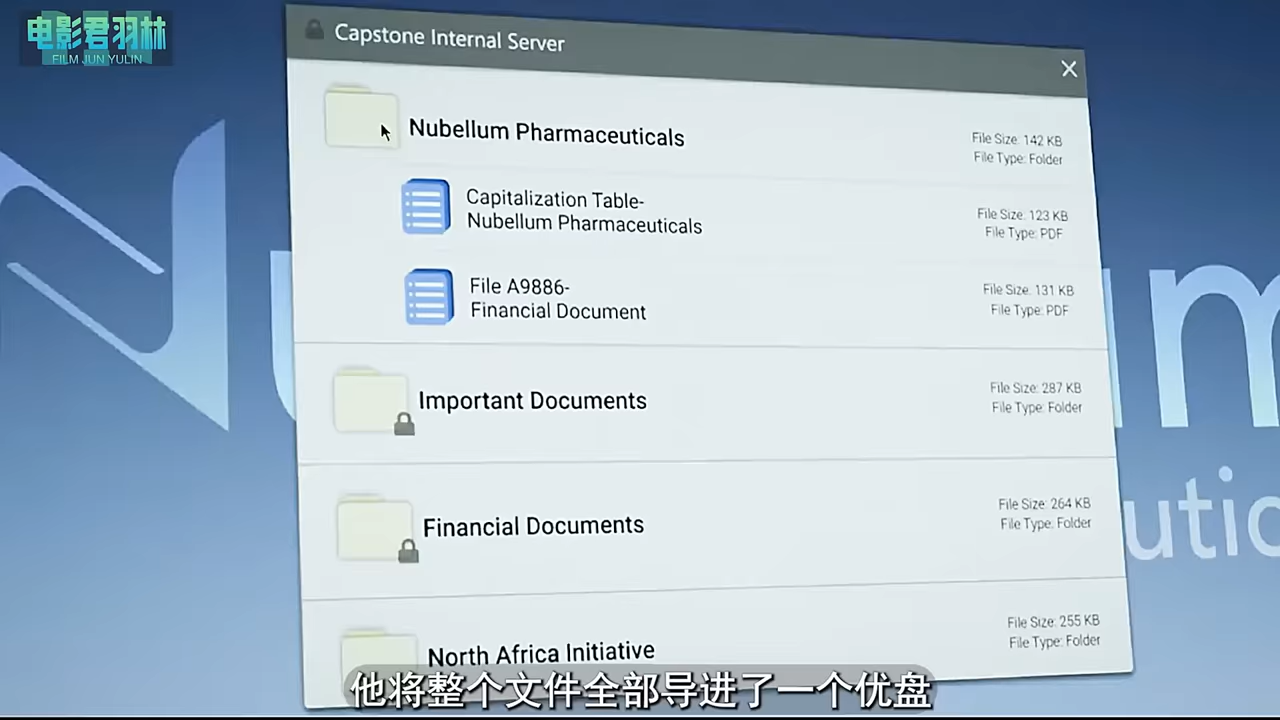 电影君羽林
FILM JUN YULIN
Capstone Internal Server
Nubellum Pharmaceuticals
File Size: 142 KB
File Type: Folder
Capitalization Table-
Nubellum Pharmaceuticals
File Size: 123 KB
File Type: PDF
File A9886-
Financial Document
File Size: 131 KB
File Type: PDF
Important Documents
File Size: 287 KB
File Type: Folder
Financial Documents
File Size: 264 KB
File Type: Folder
North Africa Initiative
File Size: 255 KB
File Type: Folder
他将整个文件全部导进了一个优盘